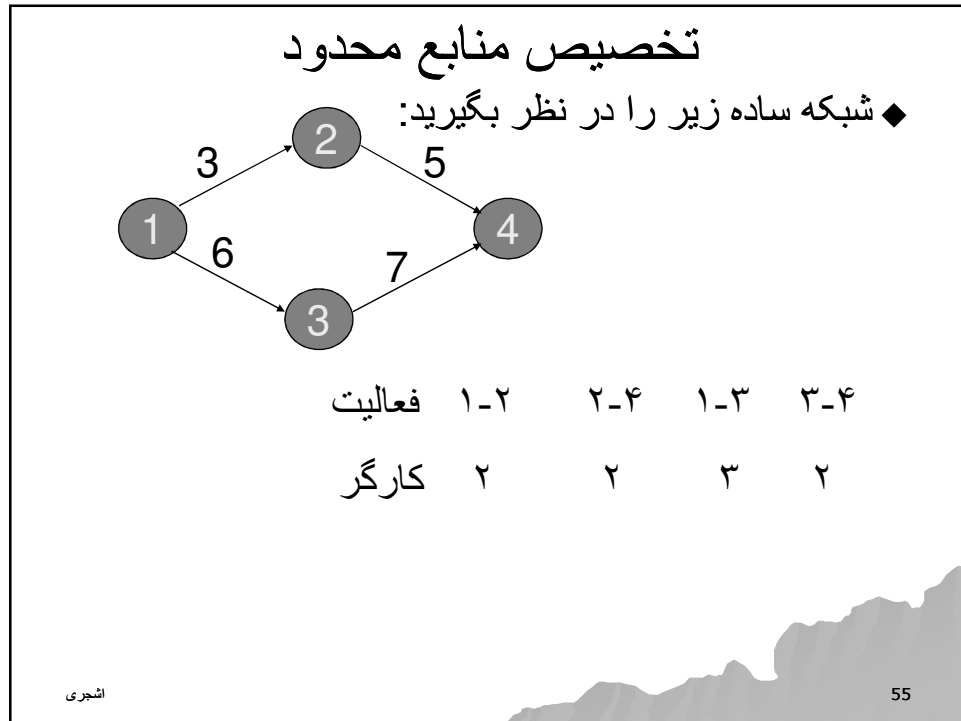 تخصیص منابع محدود
◆ شبکه ساده زیر را در نظر بگیرید:
2
3
5
1
4
6
7
3
فعالیت ۱-۲ ۲-۴ ۱-۳ ۳-۴
کارگر ۲ ۲ ۳ ۲
اشجری
55